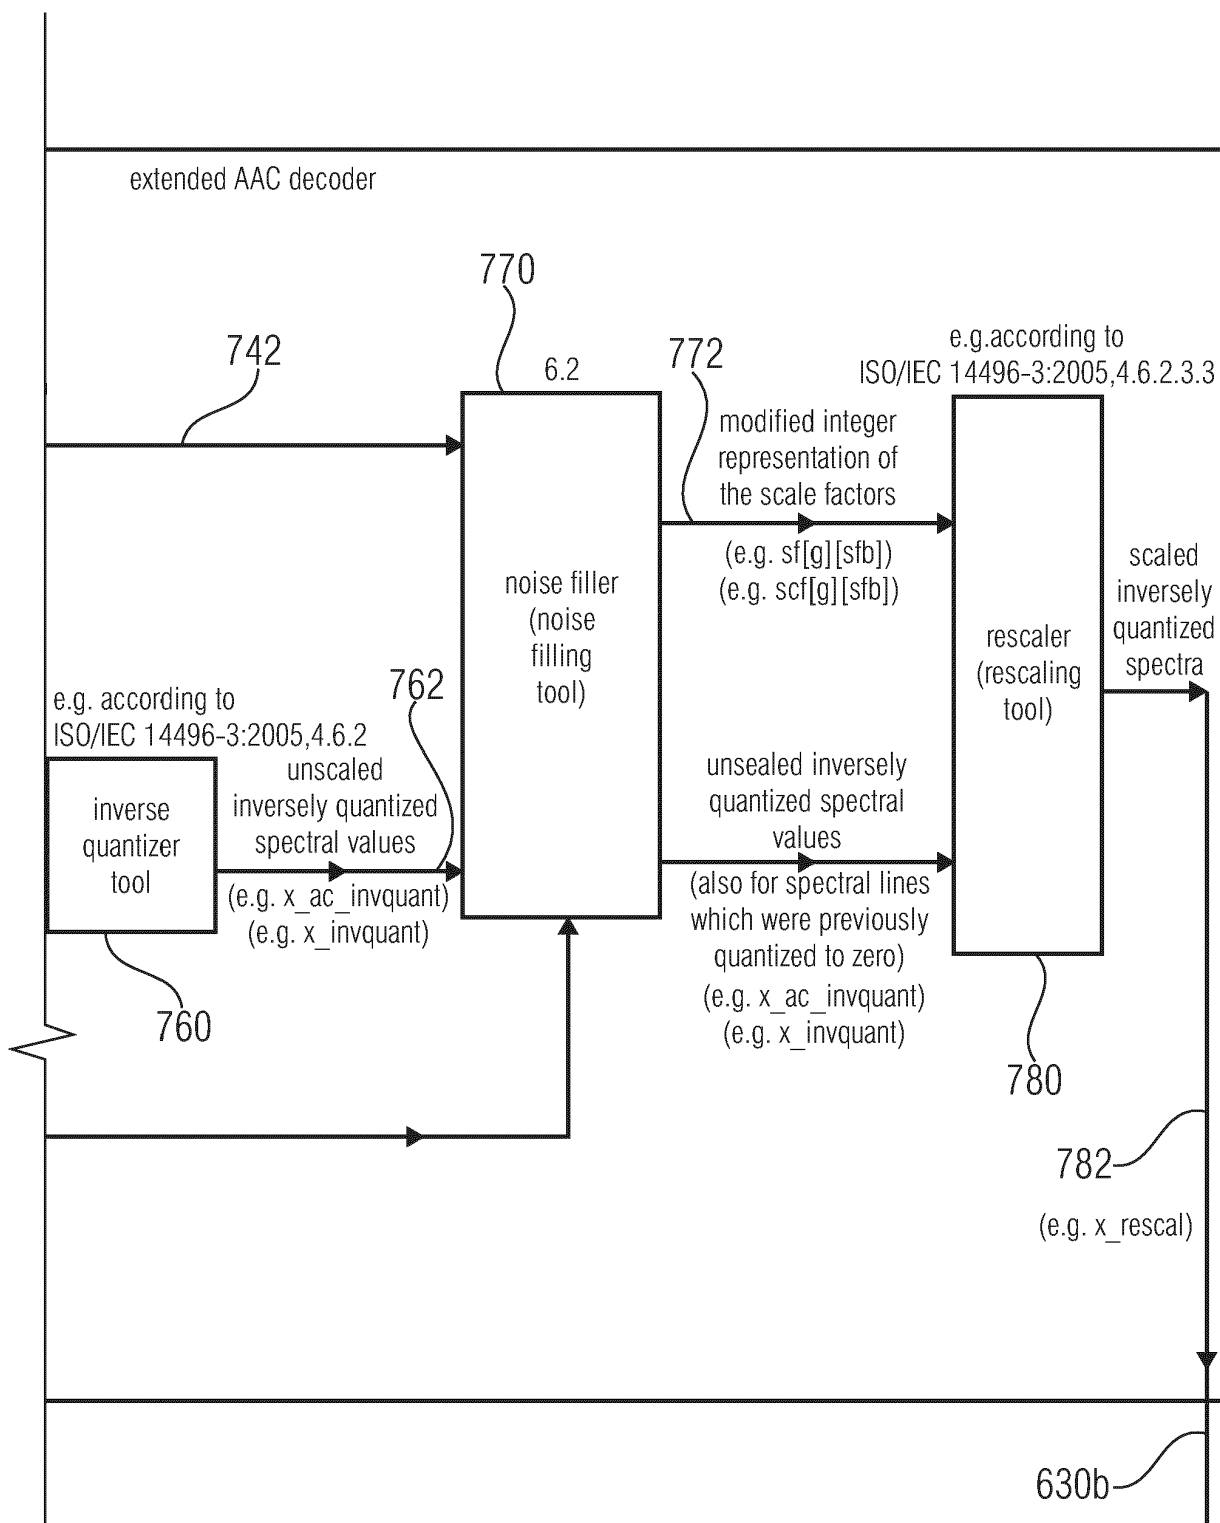 extended AAC decoder
770
742
6.2
772
e.g.according to
ISO/IEC 14496-3:2005,4.6.2.3.3
modified integer
representation of
the scale factors
(e.g. sf[g][sfb])
(e.g. scf[g][sfb])
noise filler
(noise
filling
tool)
scaled
inversely
quantized
spectra
rescaler
(rescaling
tool)
762
e.g. according to
ISO/IEC 14496-3:2005,4.6.2
inverse
quantizer
tool
unscaled
inversely quantized
spectral values
(e.g. x_ac_invquant)
(e.g. x_invquant)
unsealed inversely
quantized spectral
values
(also for spectral lines
which were previously
quantized to zero)
(e.g. x_ac_invquant)
(e.g. x_invquant)
760
780
782
(e.g. x_rescal)
630b